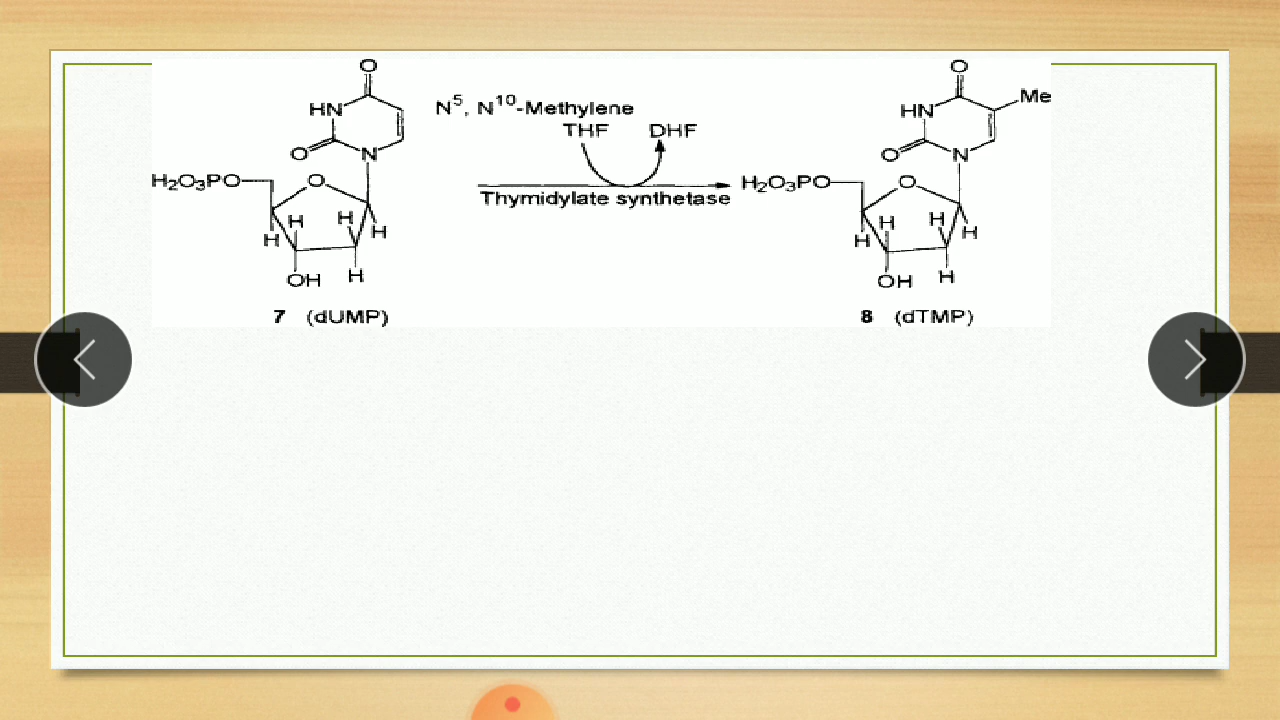 O
HN
O
N
H₂O₃PO
O
H
H
H
H
OH
H
7 (dUMP)
N⁵, N¹⁰-Methylene
THF DHF
Thymidylate synthetase
O
Me
HN
O
N
H₂O₃PO
O
H
H
H
H
OH
H
8 (dTMP)